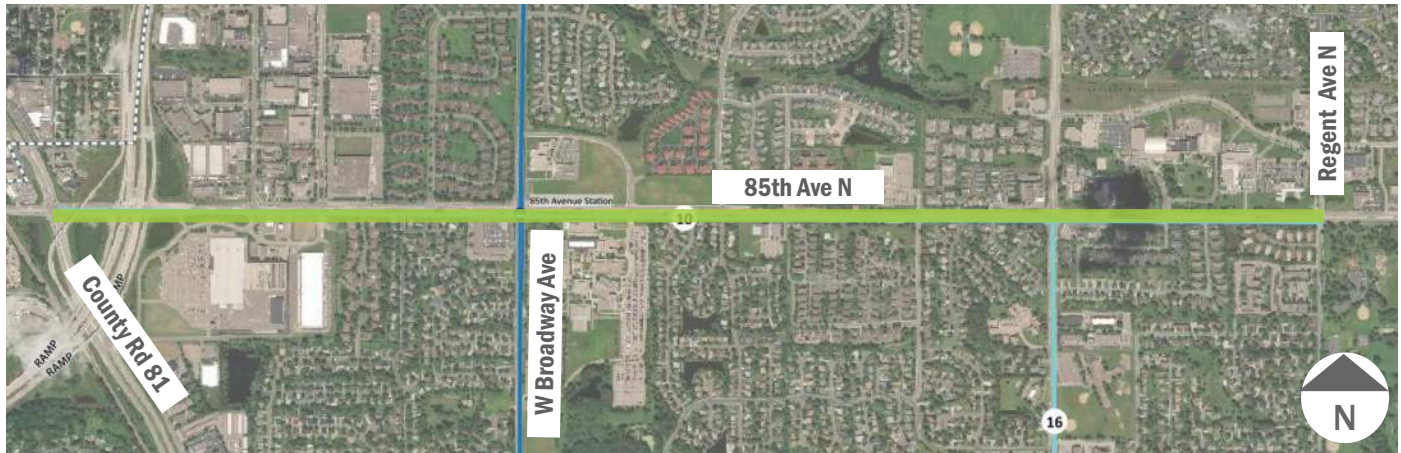 Regent Ave N
85th Ave N
85th Avenue Station
10
County Rd 81
RAMP
RAMP
RAMP
W Broadway Ave
16
N